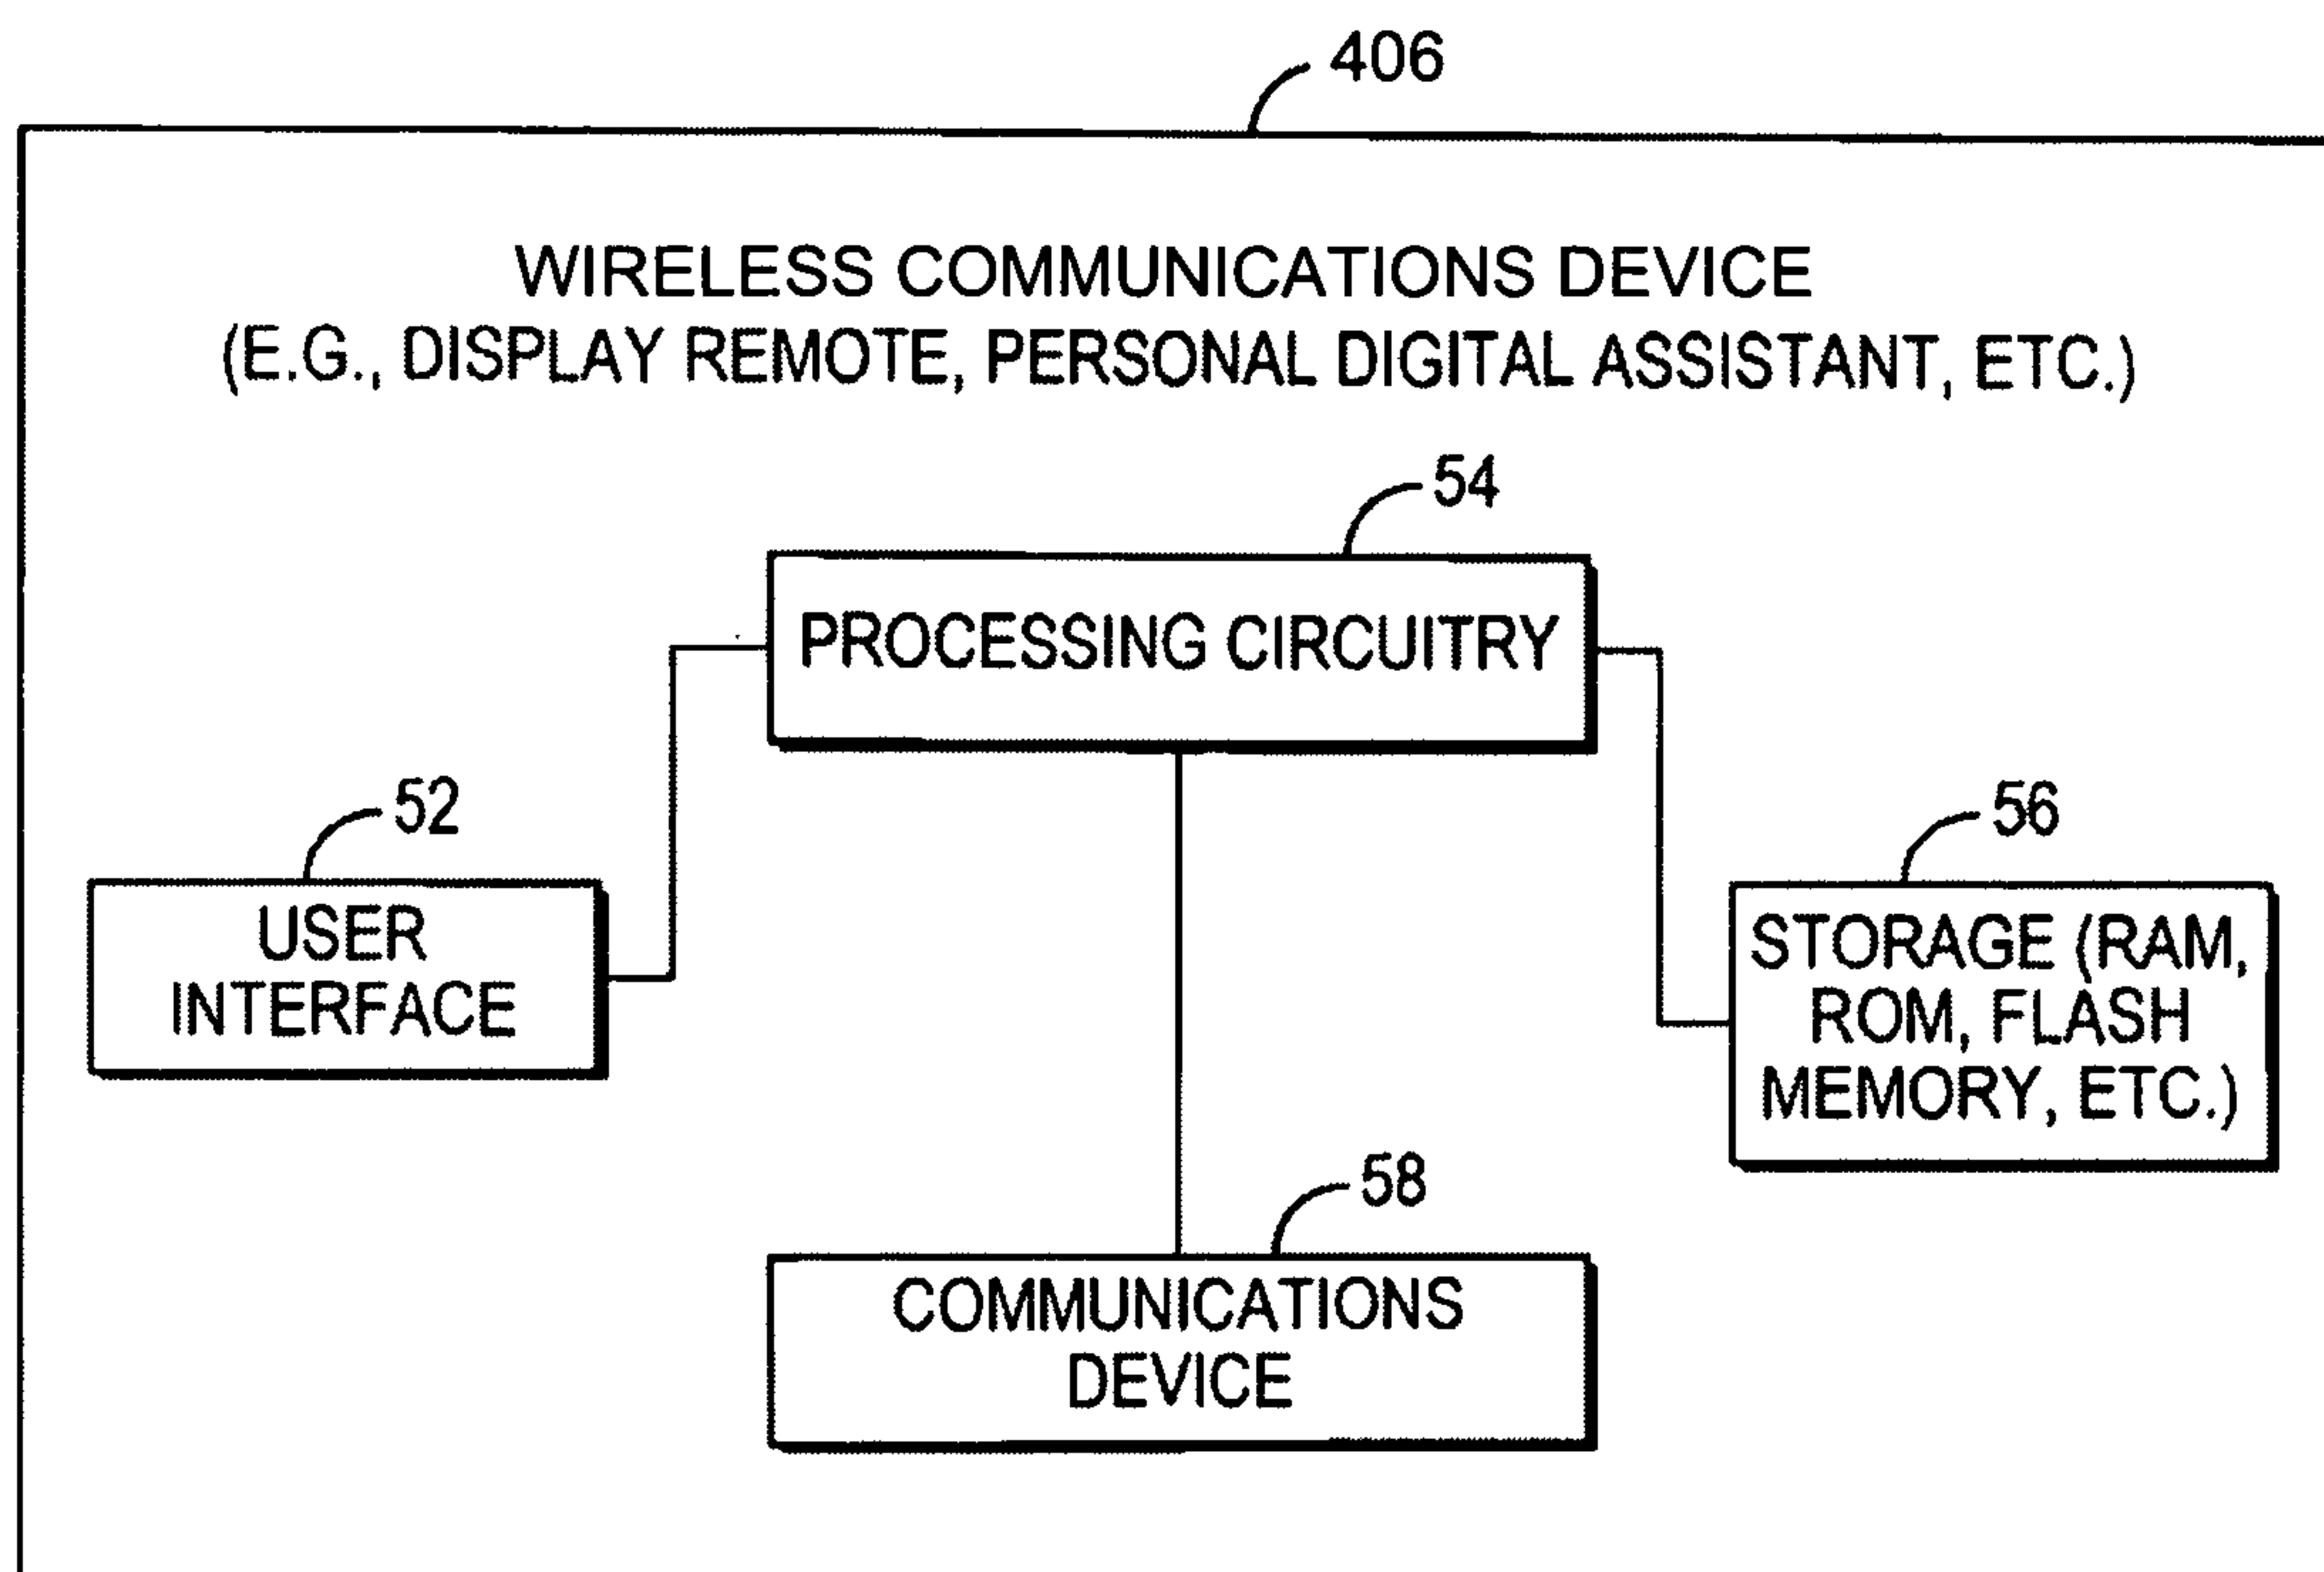 406
WIRELESS COMMUNICATIONS DEVICE
(E.G., DISPLAY REMOTE, PERSONAL DIGITAL ASSISTANT, ETC.)
54
PROCESSING CIRCUITRY
52
USER
INTERFACE
56
STORAGE (RAM,
ROM, FLASH
MEMORY, ETC.)
58
COMMUNICATIONS
DEVICE